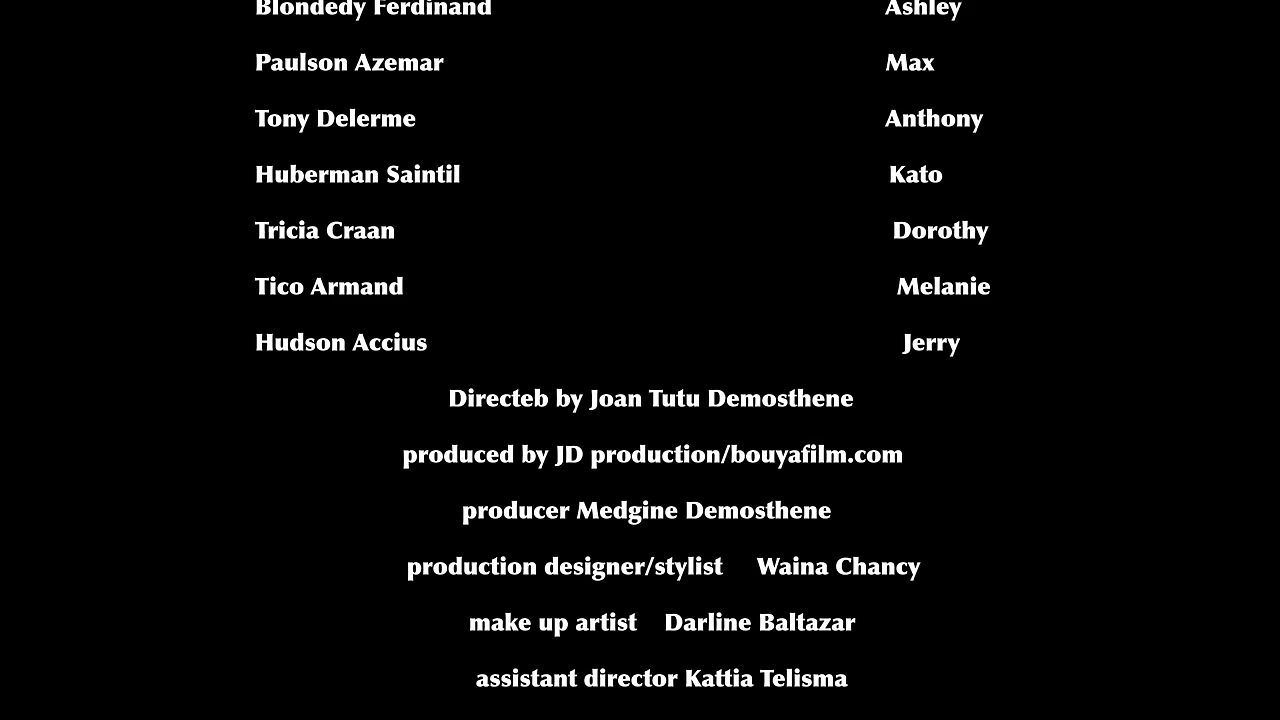 Blondedy Ferdinand Ashley
Paulson Azemar Max
Tony Delerme Anthony
Huberman Saintil Kato
Tricia Craan Dorothy
Tico Armand Melanie
Hudson Accius Jerry
Directeb by Joan Tutu Demosthene
produced by JD production/bouyafilm.com
producer Medgine Demosthene
production designer/stylist Waina Chancy
make up artist Darline Baltazar
assistant director Kattia Telisma